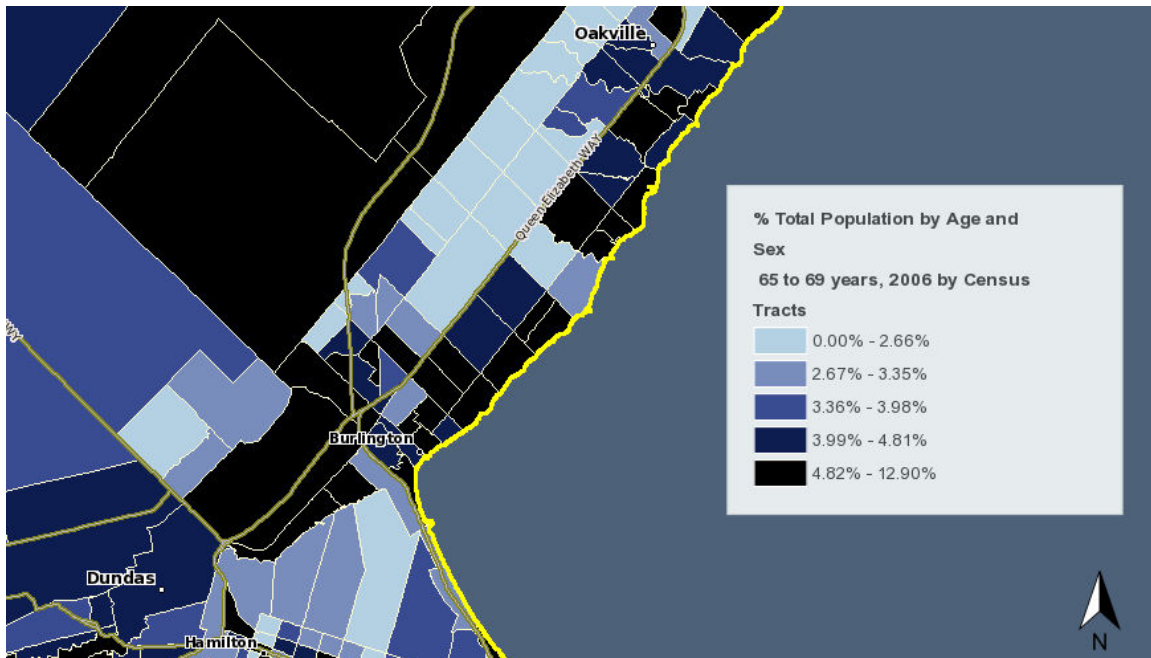 Oakville
Queen Elizabeth WAY
WY
Burlington
Dundas
Hamilton
% Total Population by Age and
Sex
65 to 69 years, 2006 by Census
Tracts
0.00% - 2.66%
2.67% - 3.35%
3.36% - 3.98%
3.99% - 4.81%
4.82% - 12.90%
N